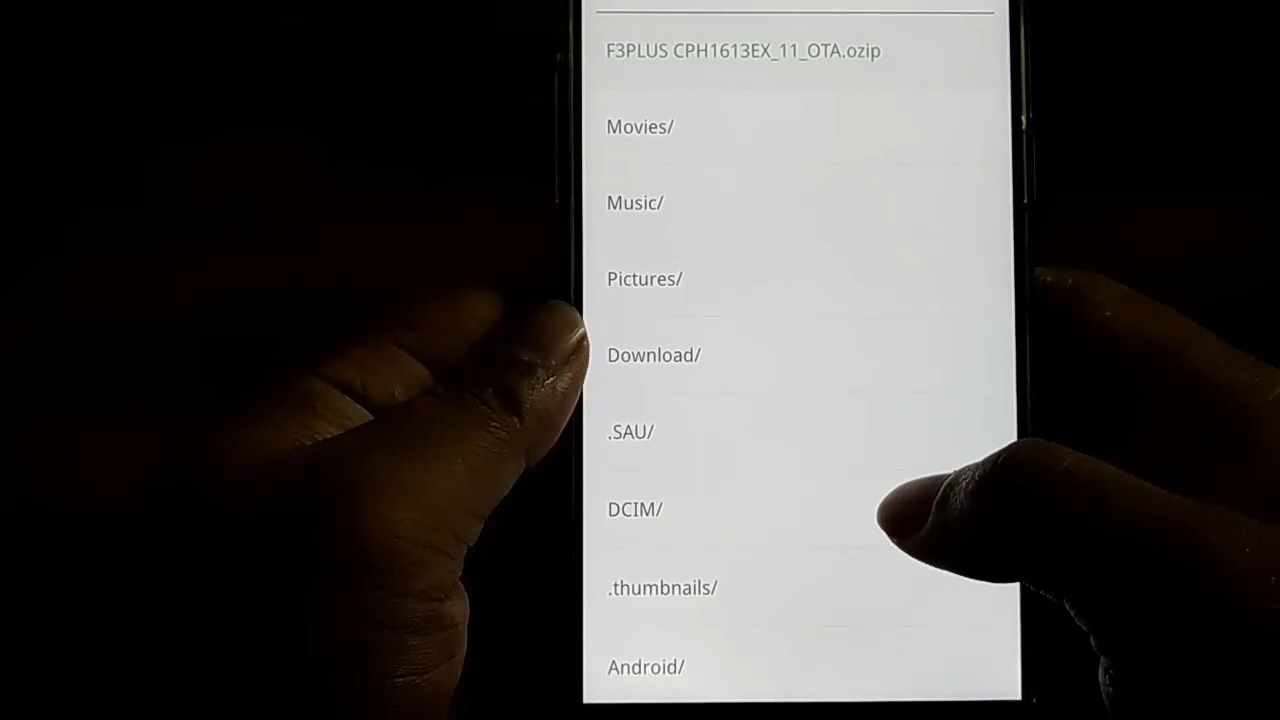 F3PLUS CPH1613EX_11_OTA.ozip
Movies/
Music/
Pictures/
Download/
.SAU/
DCIM/
.thumbnails/
Android/